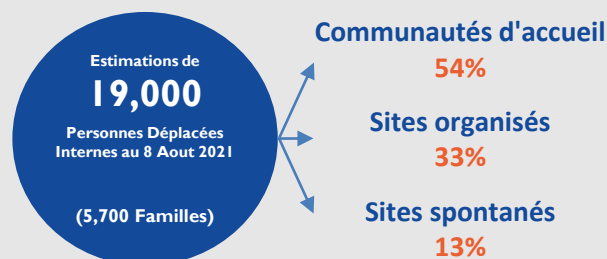 Estimations de
19,000
Personnes Déplacées
Internes au 8 Aout 2021
(5,700 Familles)
Communautés d'accueil
54%
Sites organisés
33%
Sites spontanés
13%